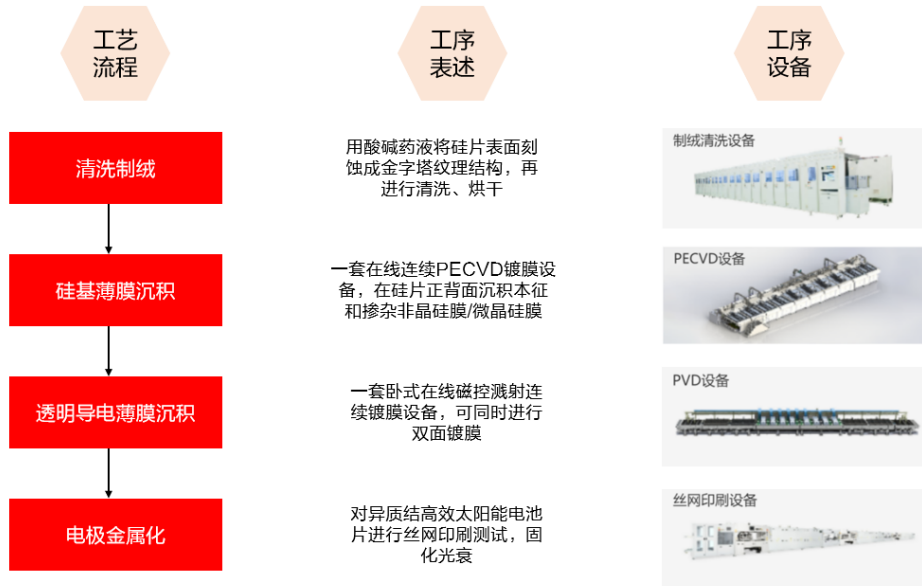 工艺
流程
工序
表述
工序
设备
清洗制绒
用酸碱药液将硅片表面刻
蚀成金字塔纹理结构，再
进行清洗、烘干
制绒清洗设备
硅基薄膜沉积
一套在线连续PECVD镀膜设
备，在硅片正背面沉积本征
和掺杂非晶硅膜/微晶硅膜
PECVD设备
透明导电薄膜沉积
一套卧式在线磁控溅射连
续镀膜设备，可同时进行
双面镀膜
PVD设备
电极金属化
对异质结高效太阳能电池
片进行丝网印刷测试，固
化光衰
丝网印刷设备